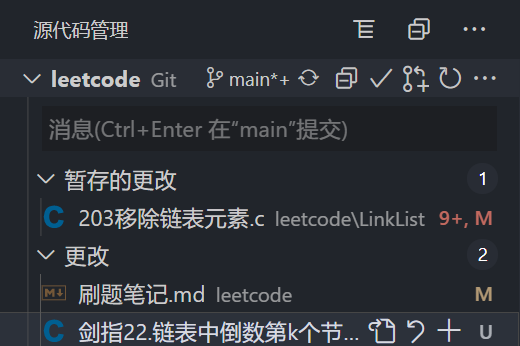 源代码管理
leetcode Git main*+
消息(Ctrl+Enter 在“main”提交)
暂存的更改 1
203移除链表元素.c leetcode\LinkList 9+, M
更改 2
刷题笔记.md leetcode M
剑指22.链表中倒数第k个节... U